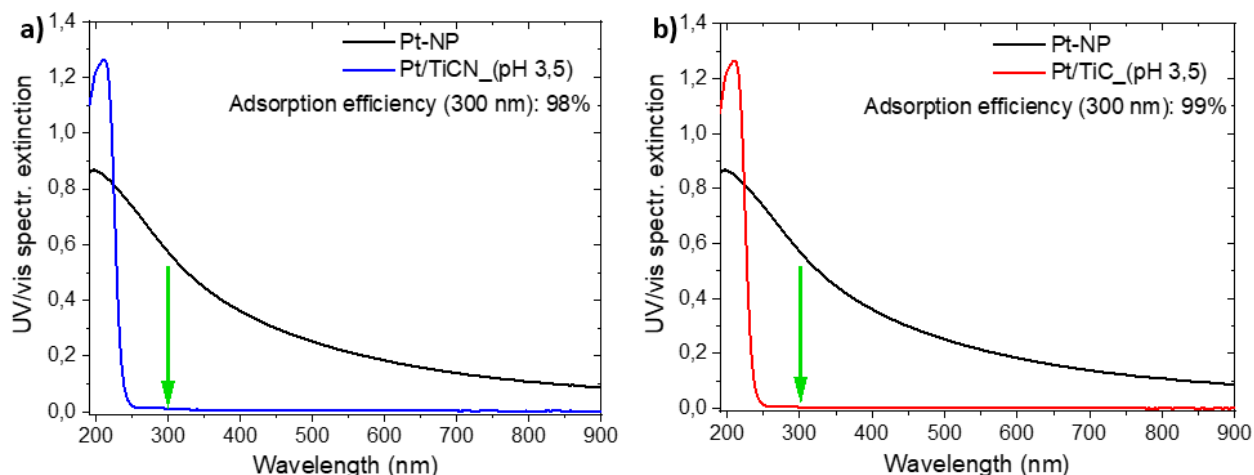 a)
Pt-NP
Pt/TiCN_(pH 3,5)
Adsorption efficiency (300 nm): 98%
UV/vis spectr. extinction
1,4
1,2
1,0
0,8
0,6
0,4
0,2
0,0
200 300 400 500 600 700 800 900
Wavelength (nm)
b)
Pt-NP
Pt/TiC_(pH 3,5)
Adsorption efficiency (300 nm): 99%
UV/vis spectr. extinction
1,4
1,2
1,0
0,8
0,6
0,4
0,2
0,0
200 300 400 500 600 700 800 900
Wavelength (nm)